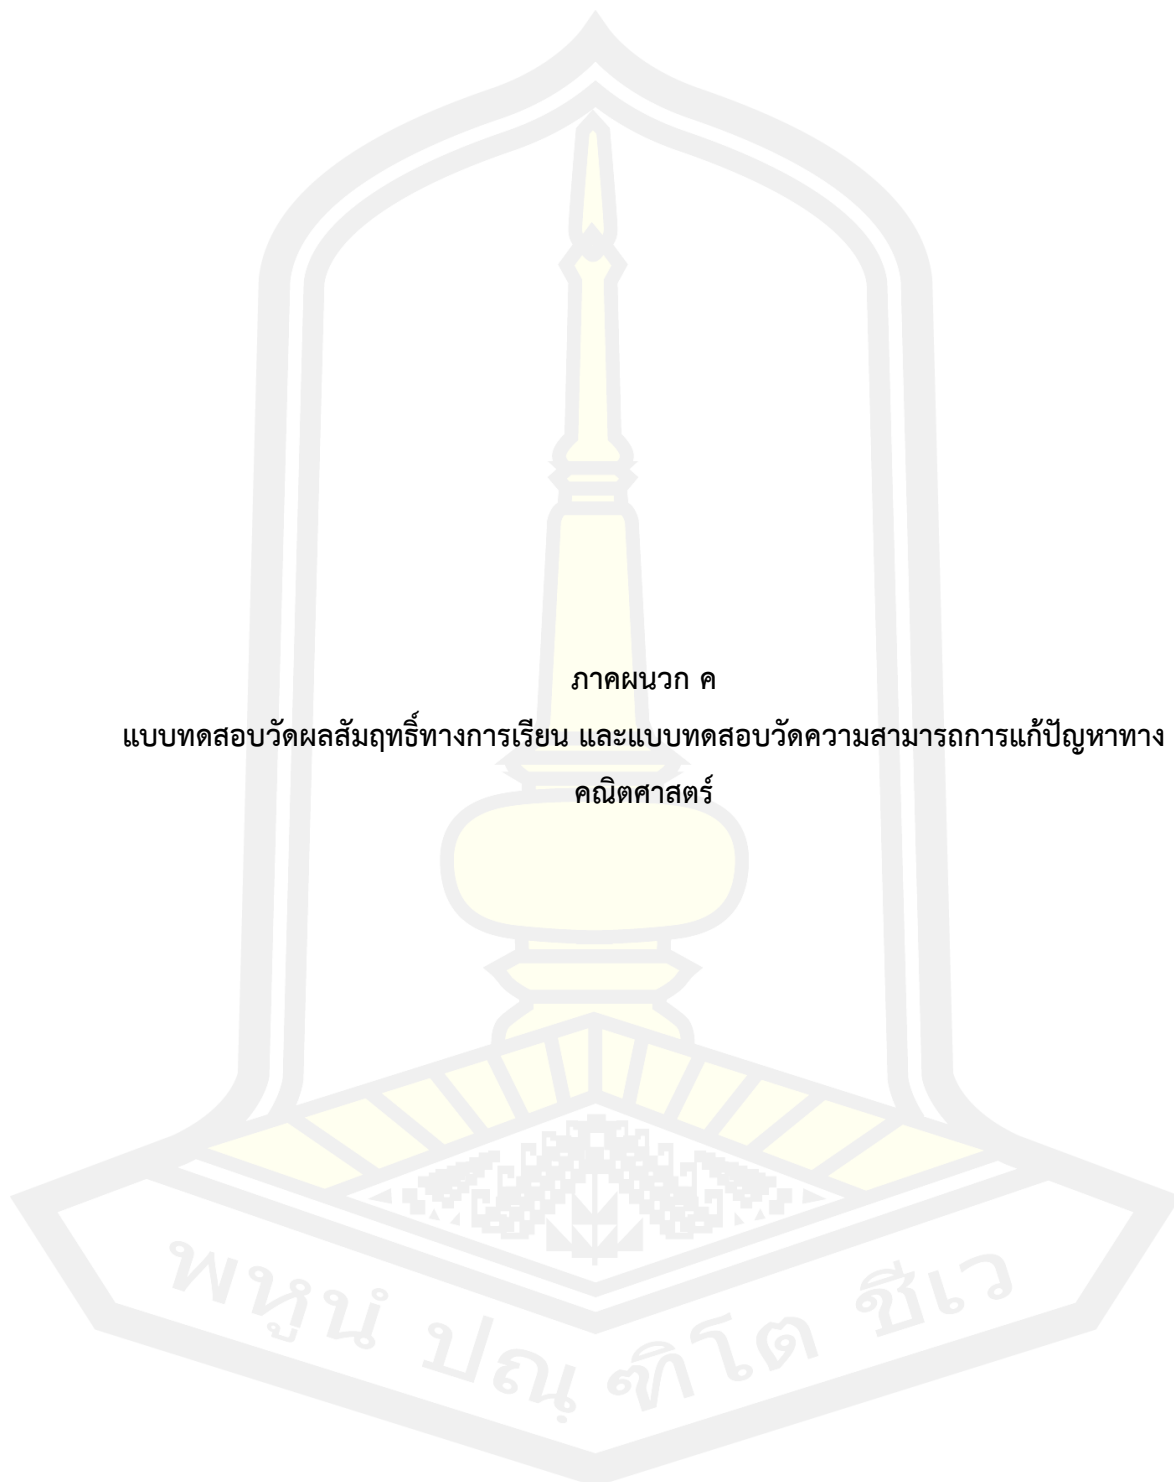 ภาคผนวก ค
แบบทดสอบวัดผลสัมฤทธิ์ทางการเรียน และแบบทดสอบวัดความสามารถการแก้ปัญหาทาง
คณิตศาสตร์
พหูนํ ปณฺฑิโต ชีเว